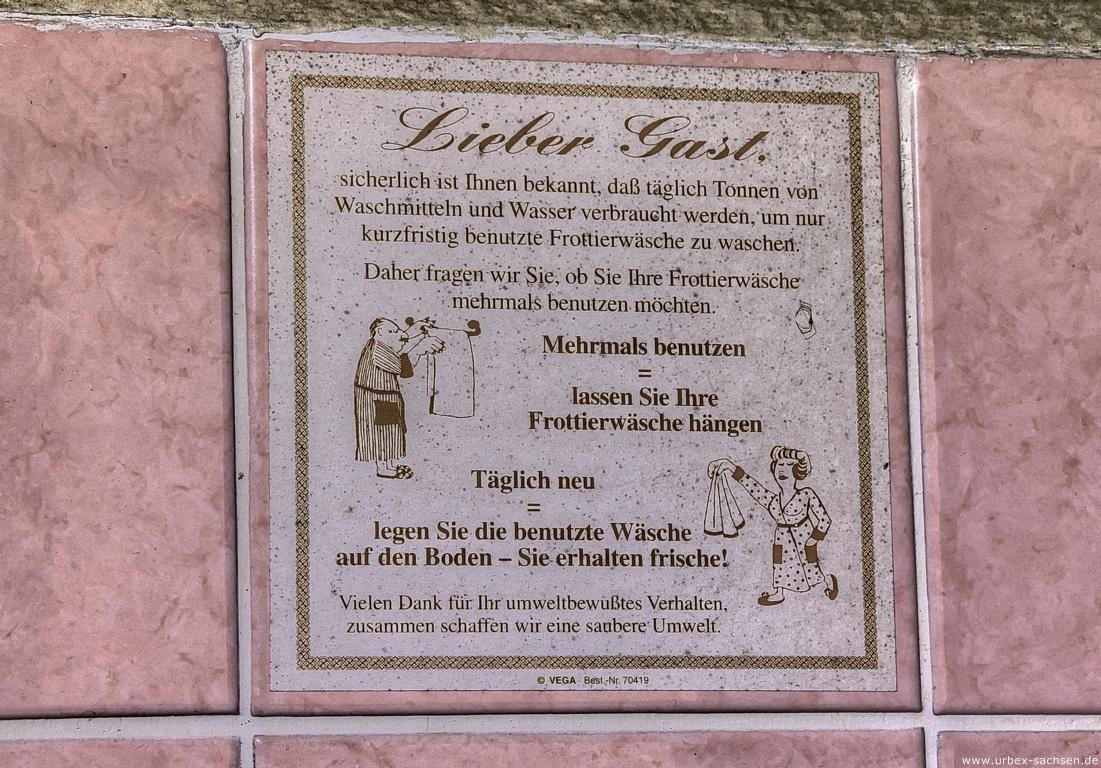 Lieber Gast,
sicherlich ist Ihnen bekannt, daß täglich Tonnen von
Waschmitteln und Wasser verbraucht werden, um nur
kurzfristig benutzte Frottierwäsche zu waschen.
Daher fragen wir Sie, ob Sie Ihre Frottierwäsche
mehrmals benutzen möchten.
Mehrmals benutzen
=
lassen Sie Ihre
Frottierwäsche hängen
Täglich neu
=
legen Sie die benutzte Wäsche
auf den Boden – Sie erhalten frische!
Vielen Dank für Ihr umweltbewußtes Verhalten,
zusammen schaffen wir eine saubere Umwelt.
© VEGA Best.-Nr. 70419
www.urbex-sachsen.de